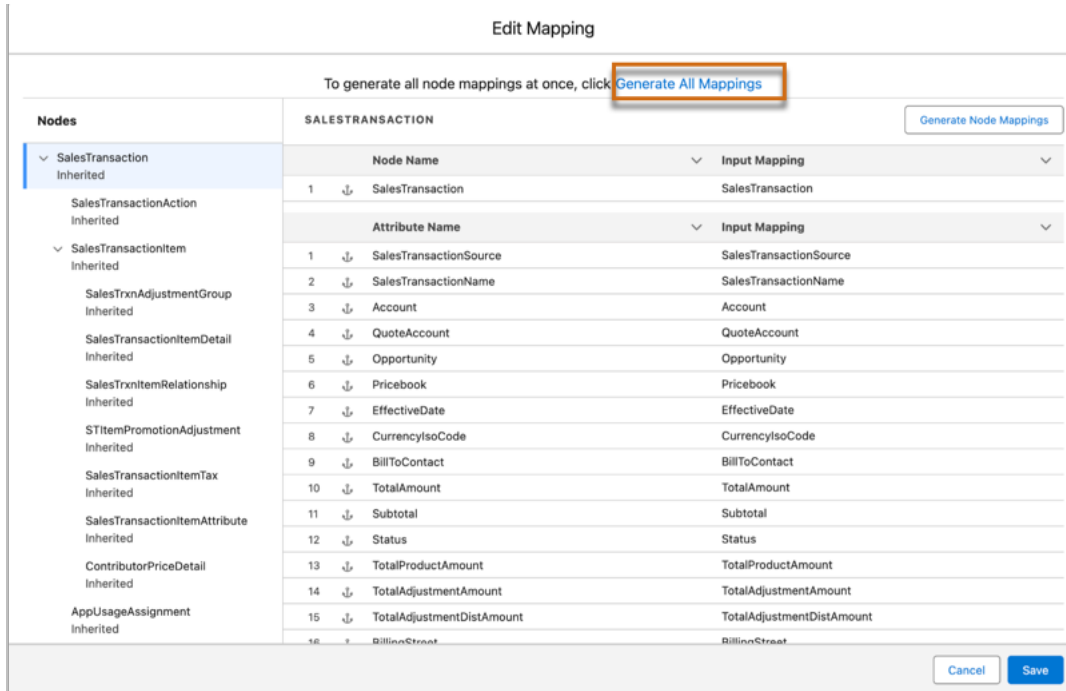 Edit Mapping
To generate all node mappings at once, click Generate All Mappings
Nodes
SalesTransaction
Inherited
SalesTransactionAction
Inherited
SalesTransactionItem
Inherited
SalesTrxnAdjustmentGroup
Inherited
SalesTransactionItemDetail
Inherited
SalesTrxnItemRelationship
Inherited
STItemPromotionAdjustment
Inherited
SalesTransactionItemTax
Inherited
SalesTransactionItemAttribute
Inherited
ContributorPriceDetail
Inherited
AppUsageAssignment
Inherited
SALESTRANSACTION
Generate Node Mappings
Node Name Input Mapping
1 SalesTransaction SalesTransaction
Attribute Name Input Mapping
1 SalesTransactionSource SalesTransactionSource
2 SalesTransactionName SalesTransactionName
3 Account Account
4 QuoteAccount QuoteAccount
5 Opportunity Opportunity
6 Pricebook Pricebook
7 EffectiveDate EffectiveDate
8 CurrencyIsoCode CurrencyIsoCode
9 BillToContact BillToContact
10 TotalAmount TotalAmount
11 Subtotal Subtotal
12 Status Status
13 TotalProductAmount TotalProductAmount
14 TotalAdjustmentAmount TotalAdjustmentAmount
15 TotalAdjustmentDistAmount TotalAdjustmentDistAmount
16 BillingStreet BillingStreet
Cancel Save